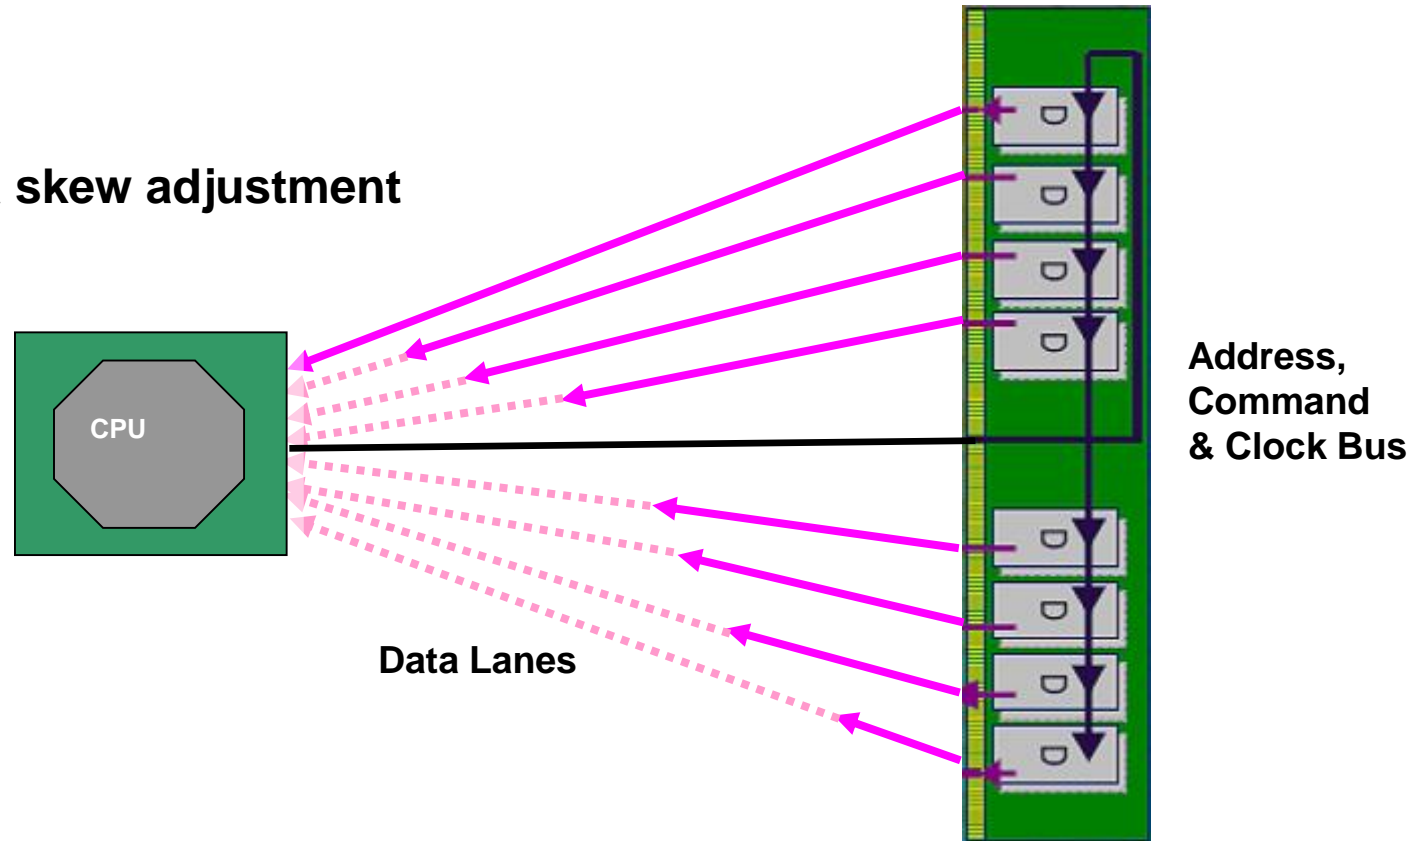 skew adjustment
CPU
Address,
Command
& Clock Bus
Data Lanes
D
D
D
D
D
D
D
D